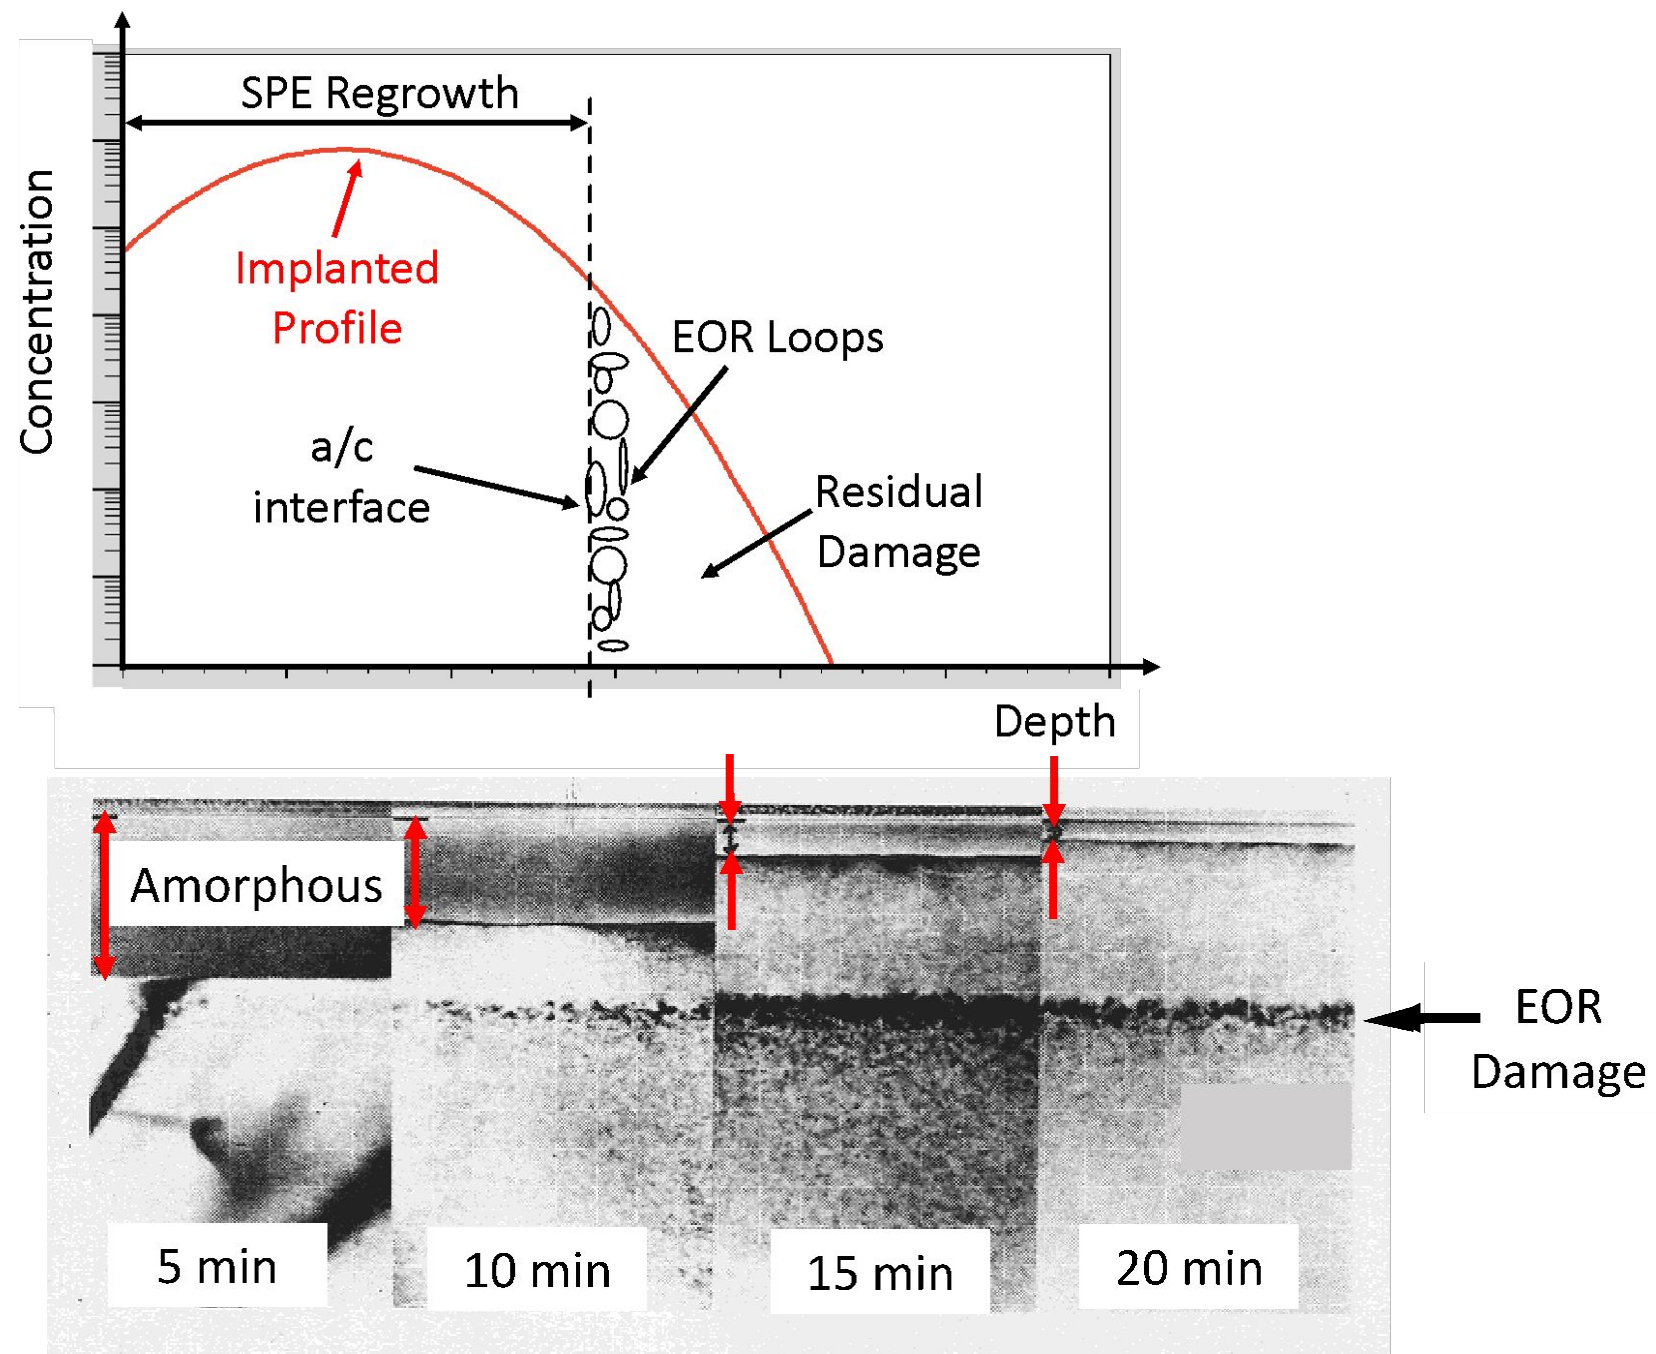 SPE Regrowth
Concentration
Implanted
Profile
EOR Loops
a/c
interface
Residual
Damage
Depth
Amorphous
EOR
Damage
5 min
10 min
15 min
20 min